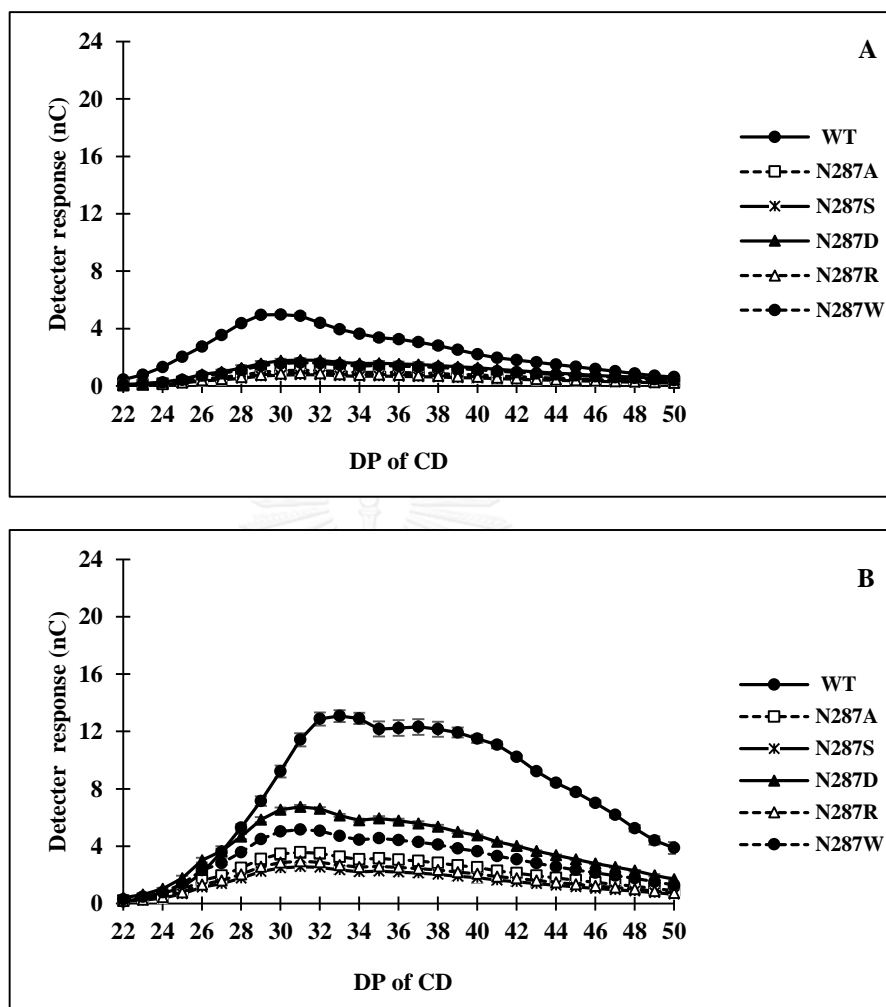 A
24
20
16
12
8
4
0
Detecter response (nC)
22 24 26 28 30 32 34 36 38 40 42 44 46 48 50
DP of CD
WT
N287A
N287S
N287D
N287R
N287W
B
24
20
16
12
8
4
0
Detecter response (nC)
22 24 26 28 30 32 34 36 38 40 42 44 46 48 50
DP of CD
WT
N287A
N287S
N287D
N287R
N287W